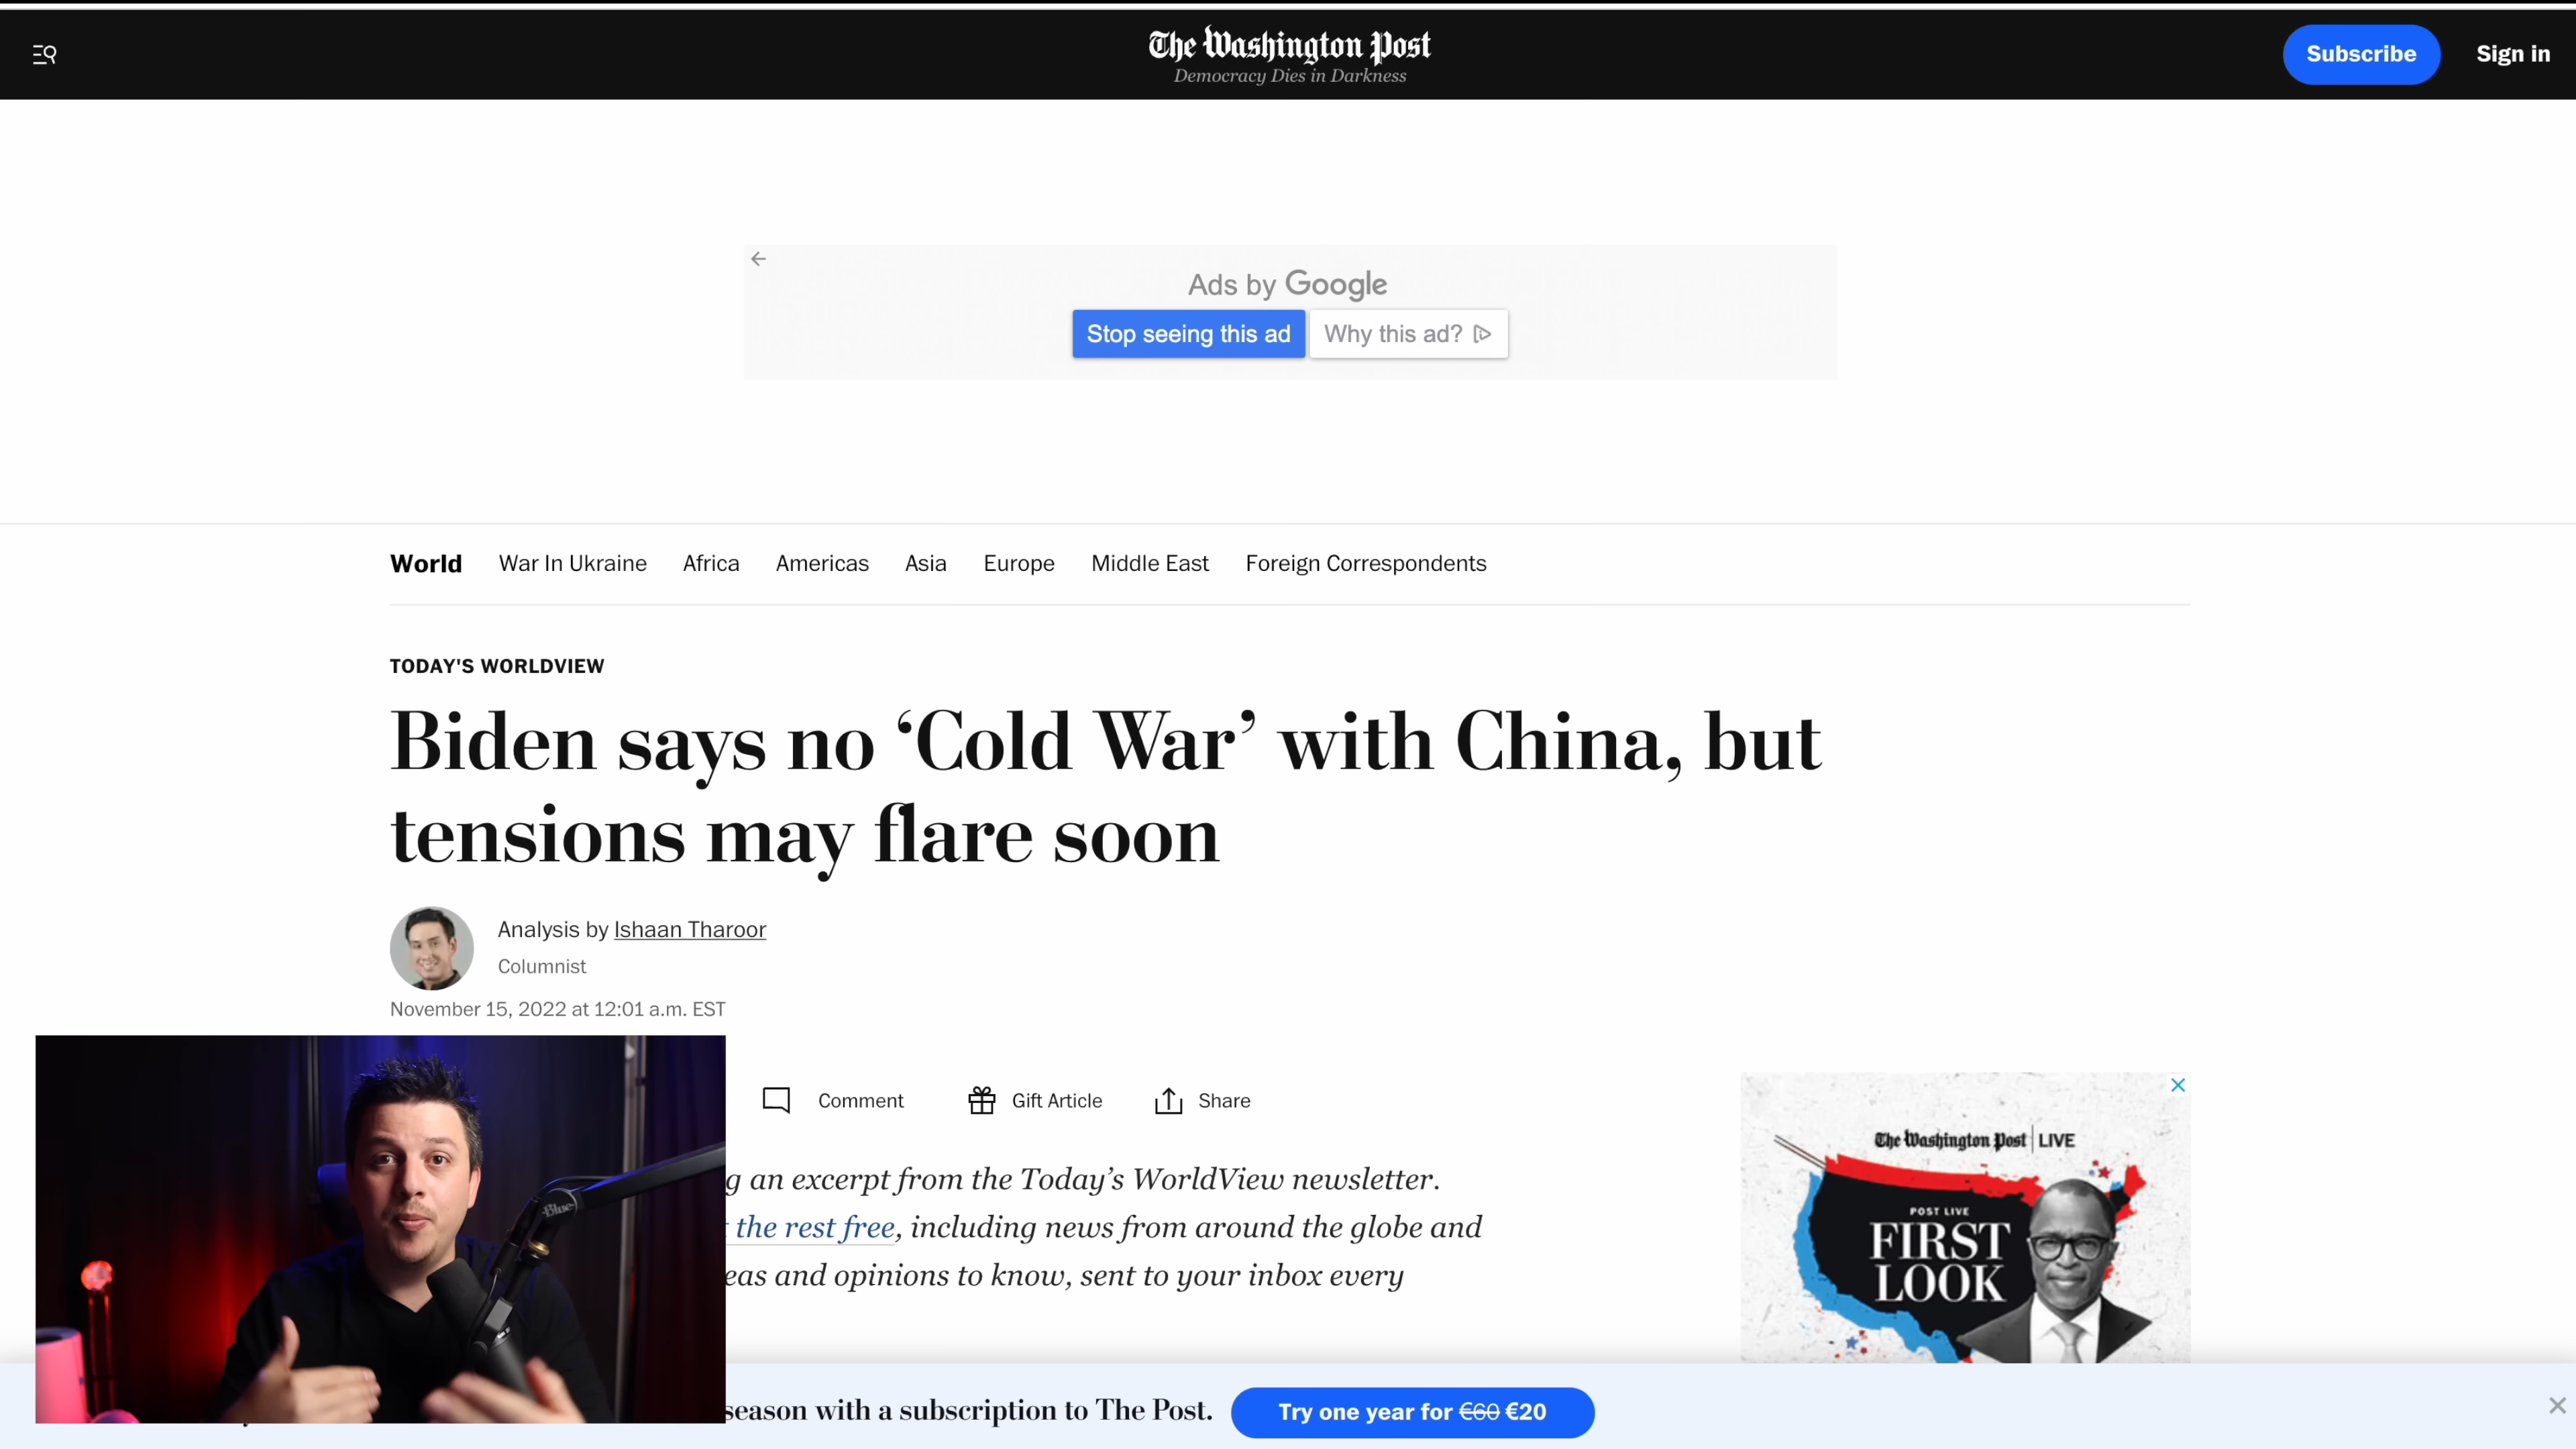 The Washington Post
Democracy Dies in Darkness
Subscribe
Sign in
Ads by Google
Stop seeing this ad
Why this ad?
World War In Ukraine Africa Americas Asia Europe Middle East Foreign Correspondents
TODAY'S WORLDVIEW
Biden says no ‘Cold War’ with China, but
tensions may flare soon
Analysis by Ishaan Tharoor
Columnist
November 15, 2022 at 12:01 a.m. EST
Comment Gift Article Share
an excerpt from the Today’s WorldView newsletter.
the rest free, including news from around the globe and
and opinions to know, sent to your inbox every
Blue
The Washington Post LIVE
POST LIVE
FIRST
LOOK
season with a subscription to The Post.
Try one year for €60 €20